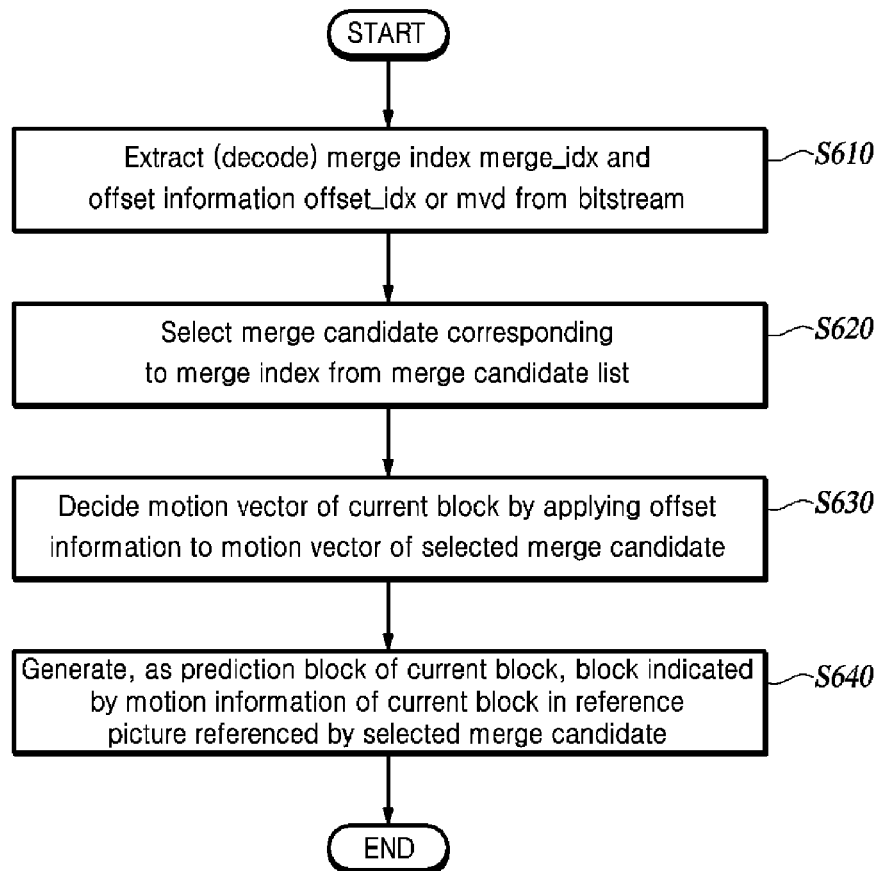 START
Extract (decode) merge index merge_idx and
offset information offset_idx or mvd from bitstream
S610
Select merge candidate corresponding
to merge index from merge candidate list
S620
Decide motion vector of current block by applying offset
information to motion vector of selected merge candidate
S630
Generate, as prediction block of current block, block indicated
by motion information of current block in reference
picture referenced by selected merge candidate
S640
END